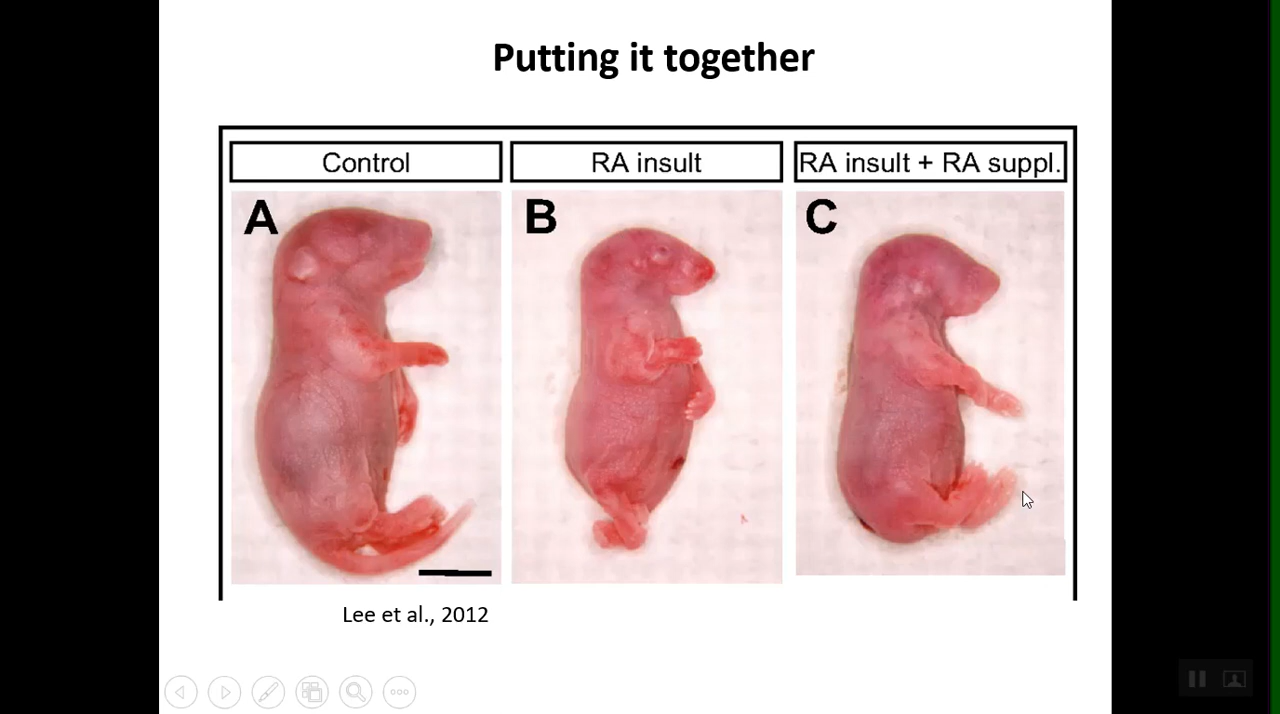 Putting it together
Control
RA insult
RA insult + RA suppl.
A
B
C
Lee et al., 2012